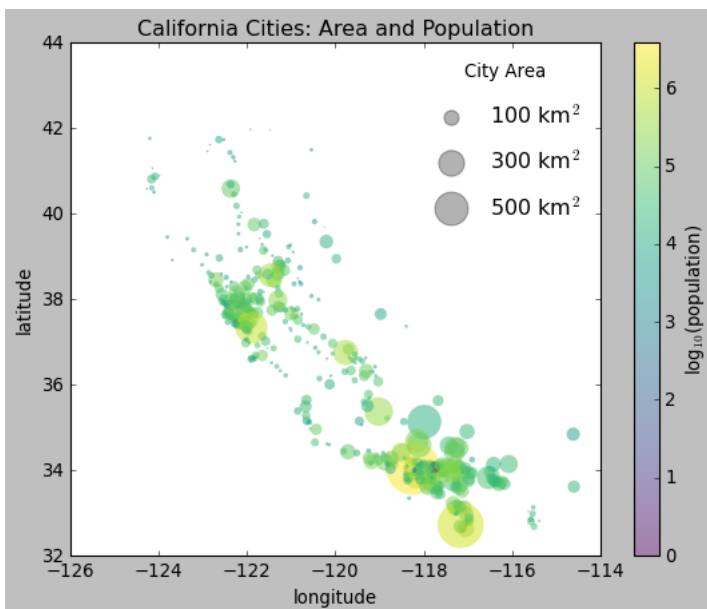 California Cities: Area and Population
44
42
40
38
36
34
32
latitude
−126
−124
−122
−120
−118
−116
−114
longitude
City Area
100 km²
300 km²
500 km²
6
5
4
3
2
1
0
log₁₀(population)